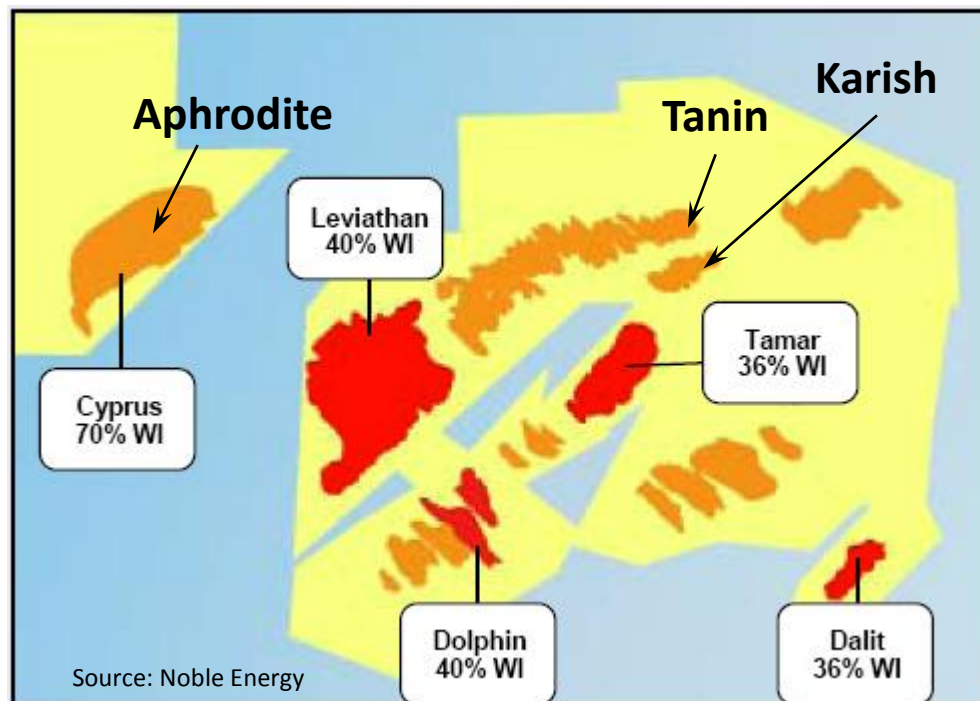 Karish
Aphrodite
Tanin
Leviathan
40% WI
Tamar
36% WI
Cyprus
70% WI
Dolphin
40% WI
Dalit
36% WI
Source: Noble Energy